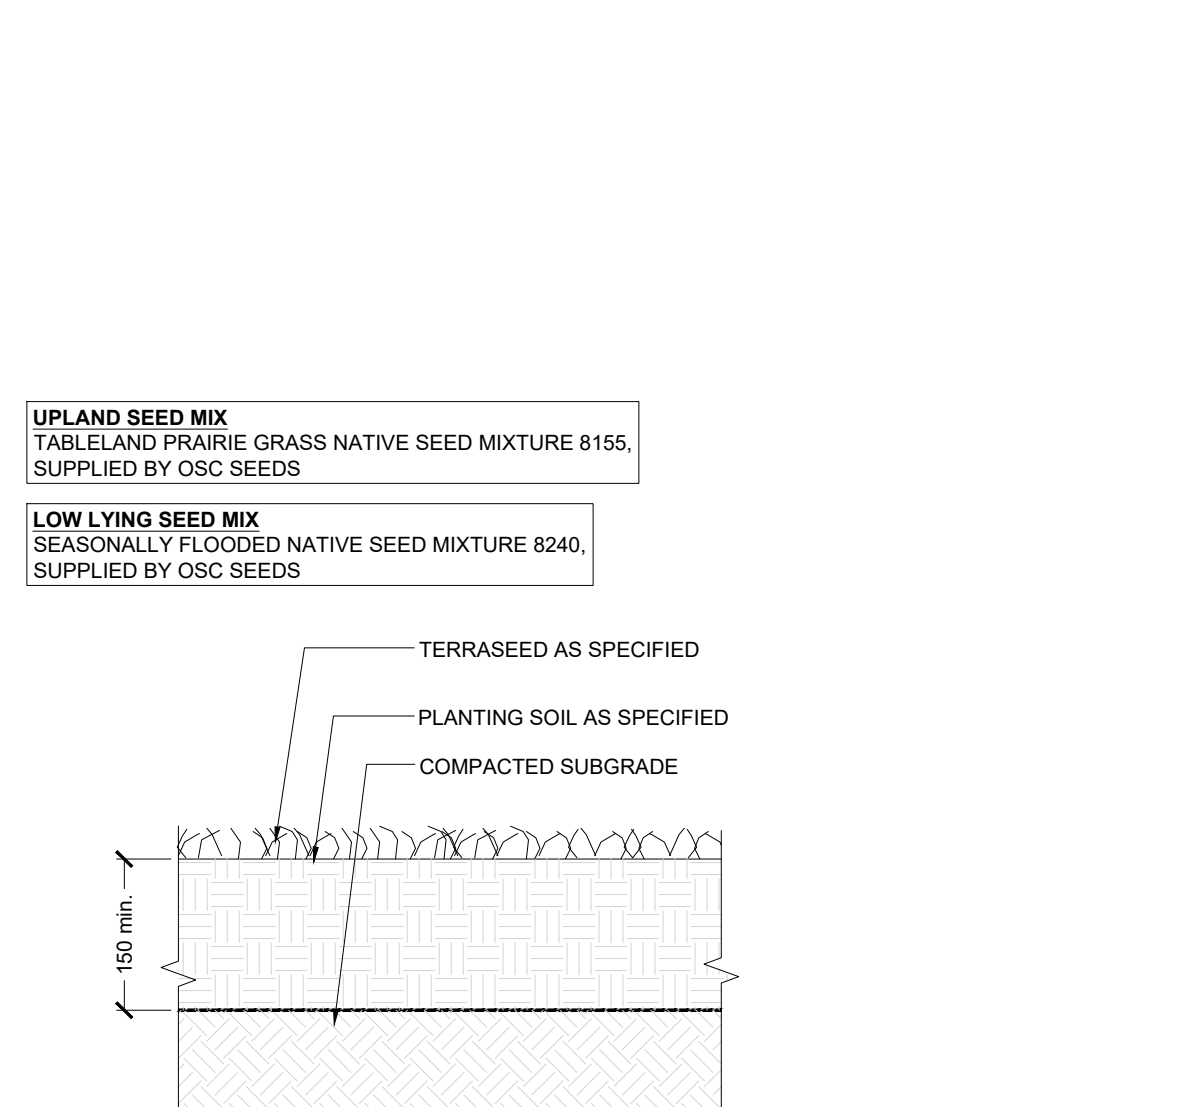 UPLAND SEED MIX
TABLELAND PRAIRIE GRASS NATIVE SEED MIXTURE 8155,
SUPPLIED BY OSC SEEDS
LOW LYING SEED MIX
SEASONALLY FLOODED NATIVE SEED MIXTURE 8240,
SUPPLIED BY OSC SEEDS
TERRASEED AS SPECIFIED
PLANTING SOIL AS SPECIFIED
COMPACTED SUBGRADE
150 min.